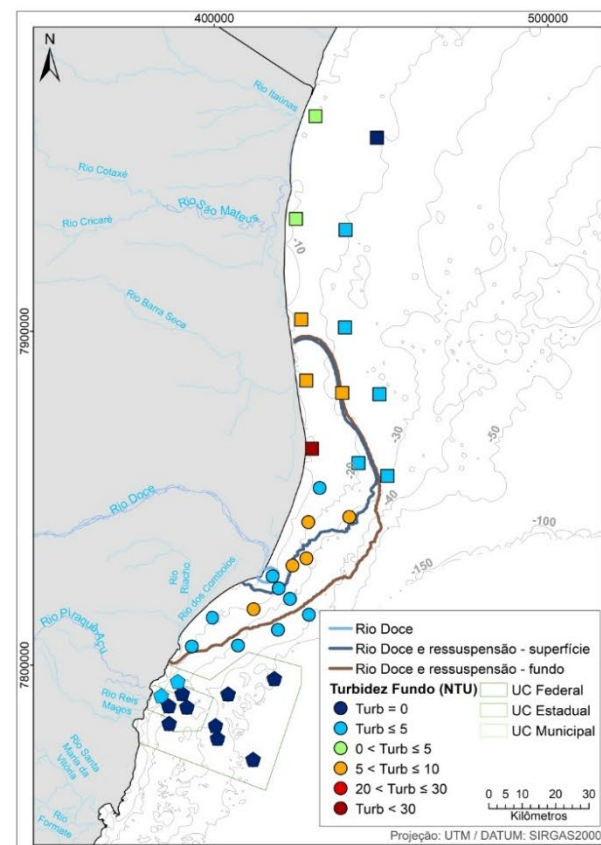 400000
500000
N
Rio Itaúnas
Rio Cotaxé
Rio São Mateus
Rio Cricaré
-10
Rio Barra Seca
7900000
-30
-50
-20
-40
-100
Rio Doce
-150
Rio Riacho
Rio dos Comboios
Rio Piraquê Açu
7800000
Rio Reis Magos
Rio Santa Maria da Vitória
Rio Formate
Rio Doce
Rio Doce e ressuspensão - superfície
Rio Doce e ressuspensão - fundo
Turbidez Fundo (NTU)
Turb = 0
Turb ≤ 5
0 < Turb ≤ 5
5 < Turb ≤ 10
20 < Turb ≤ 30
Turb < 30
UC Federal
UC Estadual
UC Municipal
0 5 10 20 30
Kilômetros
Projeção: UTM / DATUM: SIRGAS2000